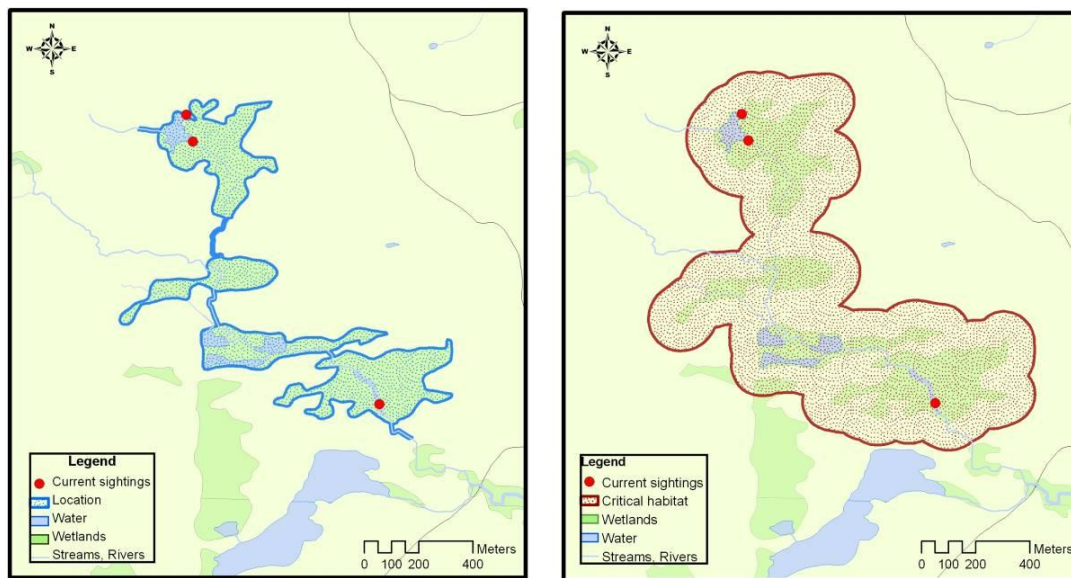 N
W E
S
Legend
Current sightings
Location
Water
Wetlands
Streams, Rivers
Meters
0 100 200 400
N
W E
S
Legend
Current sightings
Critical habitat
Wetlands
Water
Streams, Rivers
Meters
0 100 200 400